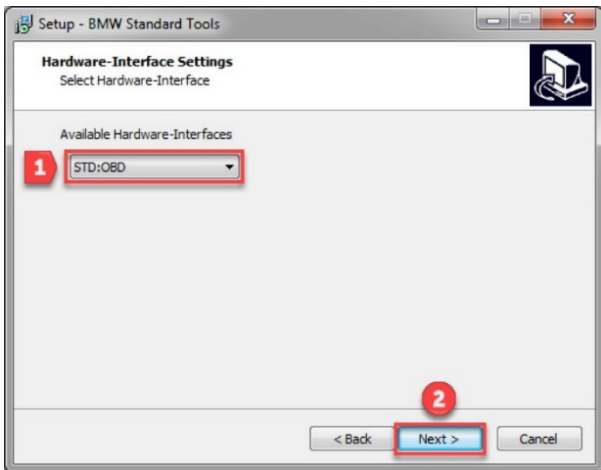 Setup - BMW Standard Tools
Hardware-Interface Settings
Select Hardware-Interface
Available Hardware-Interfaces
1
STD:OBD
2
< Back
Next >
Cancel